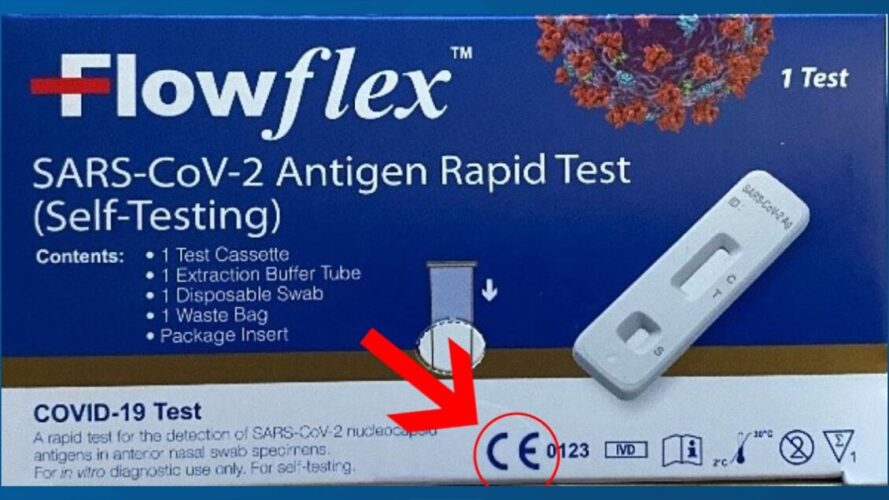 Flowflex™
1 Test
SARS-CoV-2 Antigen Rapid Test
(Self-Testing)
Contents: • 1 Test Cassette
• 1 Extraction Buffer Tube
• 1 Disposable Swab
• 1 Waste Bag
• Package Insert
SARS-CoV-2 Ag
ID:
C
T
S
COVID-19 Test
A rapid test for the detection of SARS-CoV-2 nucleocapsid
antigens in anterior nasal swab specimens.
For in vitro diagnostic use only. For self-testing.
CE 0123
IVD
i
2°C
30°C
2
Σ
1